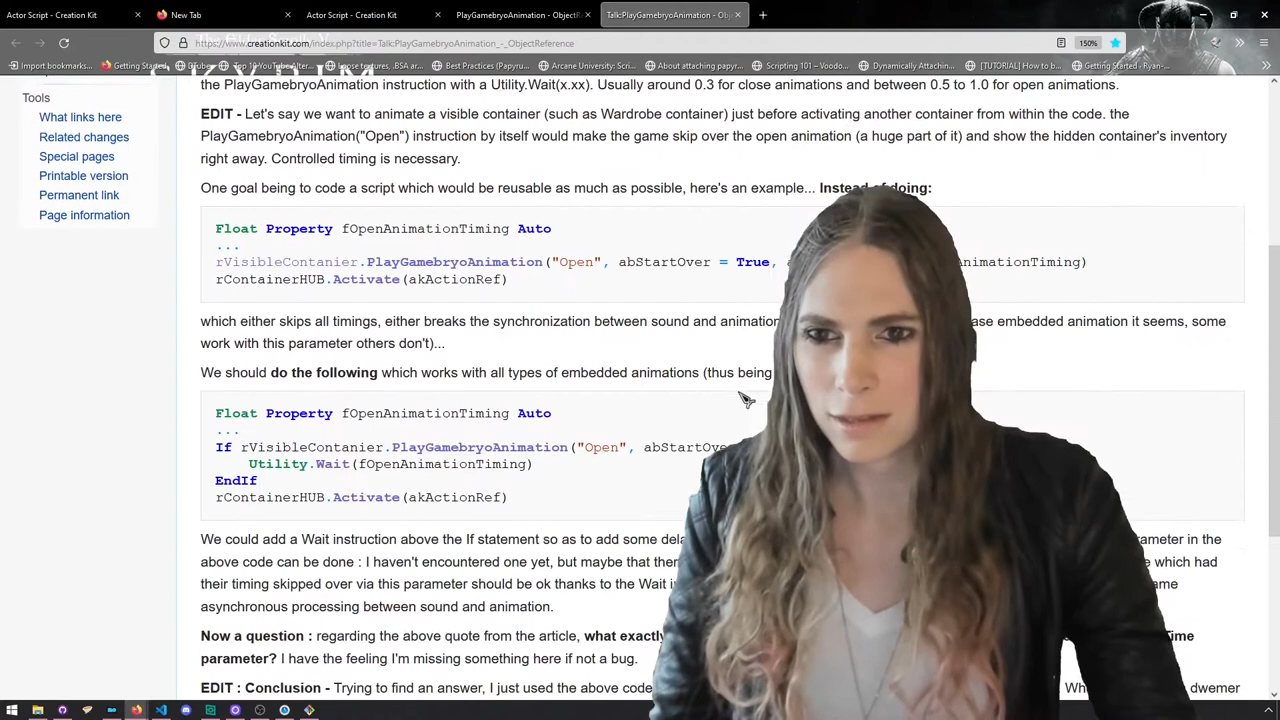 Actor Script - Creation Kit
New Tab
Actor Script - Creation Kit
PlayGamebryoAnimation - ObjectR
Talk:PlayGamebryoAnimation - Obj
https://www.creationkit.com/index.php?title=Talk:PlayGamebryoAnimation_-_ObjectReference
150%
Import bookmarks...
Getting Started
Loose textures, .BSA ar
Best Practices (Papyru
Arcane University: Scri
About attaching papyr
Scripting 101 – Voodo
Dynamically Attachin
[TUTORIAL] How to b
Getting Started - Ryan-
Tools
What links here
Related changes
Special pages
Printable version
Permanent link
Page information
the PlayGamebryoAnimation instruction with a Utility.Wait(x.xx). Usually around 0.3 for close animations and between 0.5 to 1.0 for open animations.
EDIT - Let's say we want to animate a visible container (such as Wardrobe container) just before activating another container from within the code. the
PlayGamebryoAnimation("Open") instruction by itself would make the game skip over the open animation (a huge part of it) and show the hidden container's inventory
right away. Controlled timing is necessary.
One goal being to code a script which would be reusable as much as possible, here's an example... Instead of doing:
Float Property fOpenAnimationTiming Auto
...
rVisibleContanier.PlayGamebryoAnimation("Open", abStartOver = True, a AnimationTiming)
rContainerHUB.Activate(akActionRef)
which either skips all timings, either breaks the synchronization between sound and animation ase embedded animation it seems, some
work with this parameter others don't)...
We should do the following which works with all types of embedded animations (thus being
Float Property fOpenAnimationTiming Auto
...
If rVisibleContanier.PlayGamebryoAnimation("Open", abStartOve
Utility.Wait(fOpenAnimationTiming)
EndIf
rContainerHUB.Activate(akActionRef)
We could add a Wait instruction above the If statement so as to add some dela arameter in the
above code can be done : I haven't encountered one yet, but maybe that ther e which had
their timing skipped over via this parameter should be ok thanks to the Wait i ame
asynchronous processing between sound and animation.
Now a question : regarding the above quote from the article, what exactly Time
parameter? I have the feeling I'm missing something here if not a bug.
EDIT : Conclusion - Trying to find an answer, I just used the above code dwemer